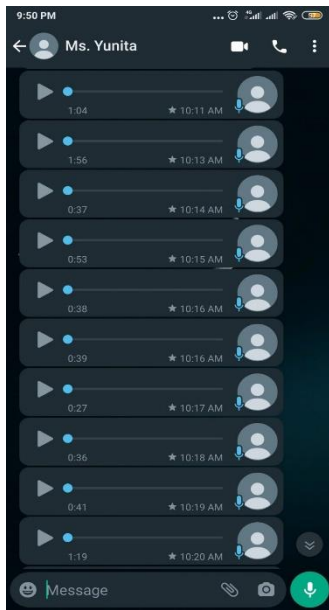 9:50 PM ... 4G
Ms. Yunita
1:04 ★ 10:11 AM
1:56 ★ 10:13 AM
0:37 ★ 10:14 AM
0:53 ★ 10:15 AM
0:38 ★ 10:16 AM
0:39 ★ 10:16 AM
0:27 ★ 10:17 AM
0:36 ★ 10:18 AM
0:41 ★ 10:19 AM
1:19 ★ 10:20 AM
Message